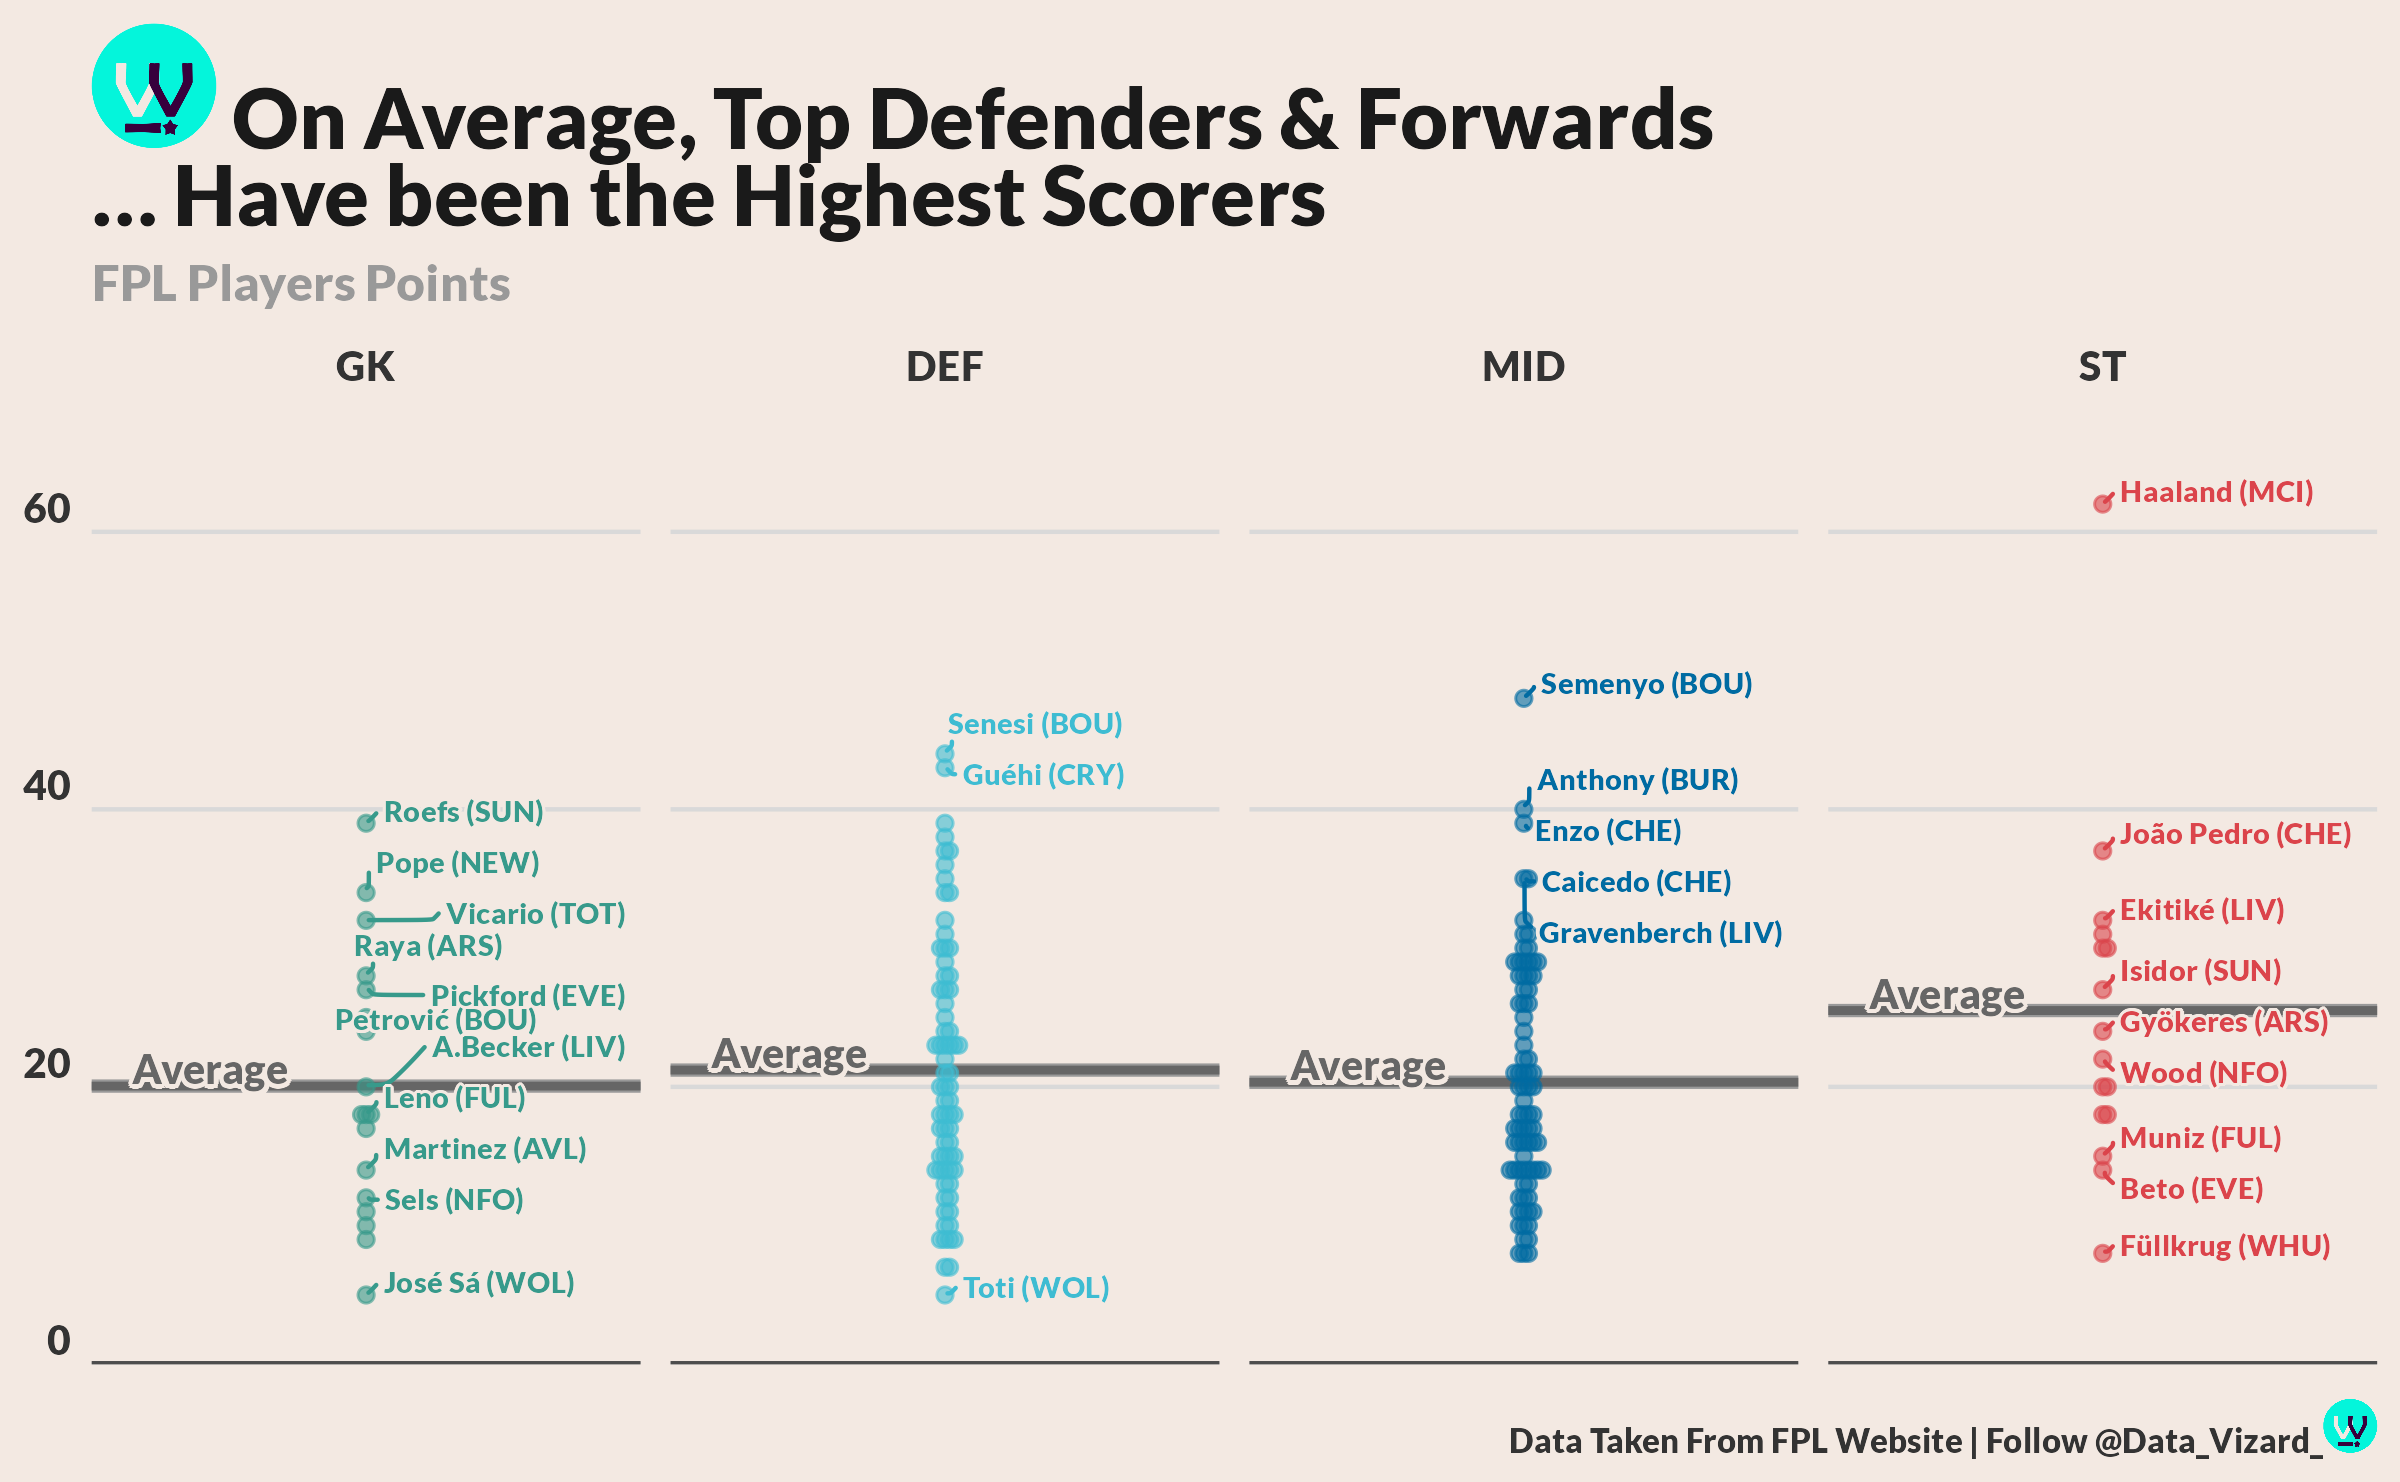 On Average, Top Defenders & Forwards
... Have been the Highest Scorers
FPL Players Points
GK
DEF
MID
ST
60
40
20
0
Roefs (SUN)
Pope (NEW)
Vicario (TOT)
Raya (ARS)
Pickford (EVE)
Petrović (BOU)
A.Becker (LIV)
Average
Leno (FUL)
Martinez (AVL)
Sels (NFO)
José Sá (WOL)
Senesi (BOU)
Guéhi (CRY)
Average
Toti (WOL)
Semenyo (BOU)
Anthony (BUR)
Enzo (CHE)
Caicedo (CHE)
Gravenberch (LIV)
Average
Haaland (MCI)
João Pedro (CHE)
Ekitiké (LIV)
Isidor (SUN)
Average
Gyökeres (ARS)
Wood (NFO)
Muniz (FUL)
Beto (EVE)
Füllkrug (WHU)
Data Taken From FPL Website | Follow @Data_Vizard_